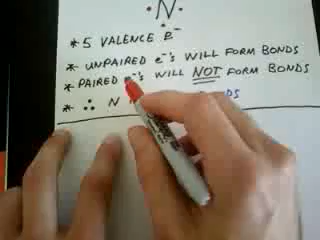 N
* 5 VALENCE e⁻
* UNPAIRED e⁻'s WILL FORM BONDS
* PAIRED e⁻'s WILL NOT FORM BONDS
* ∴ N